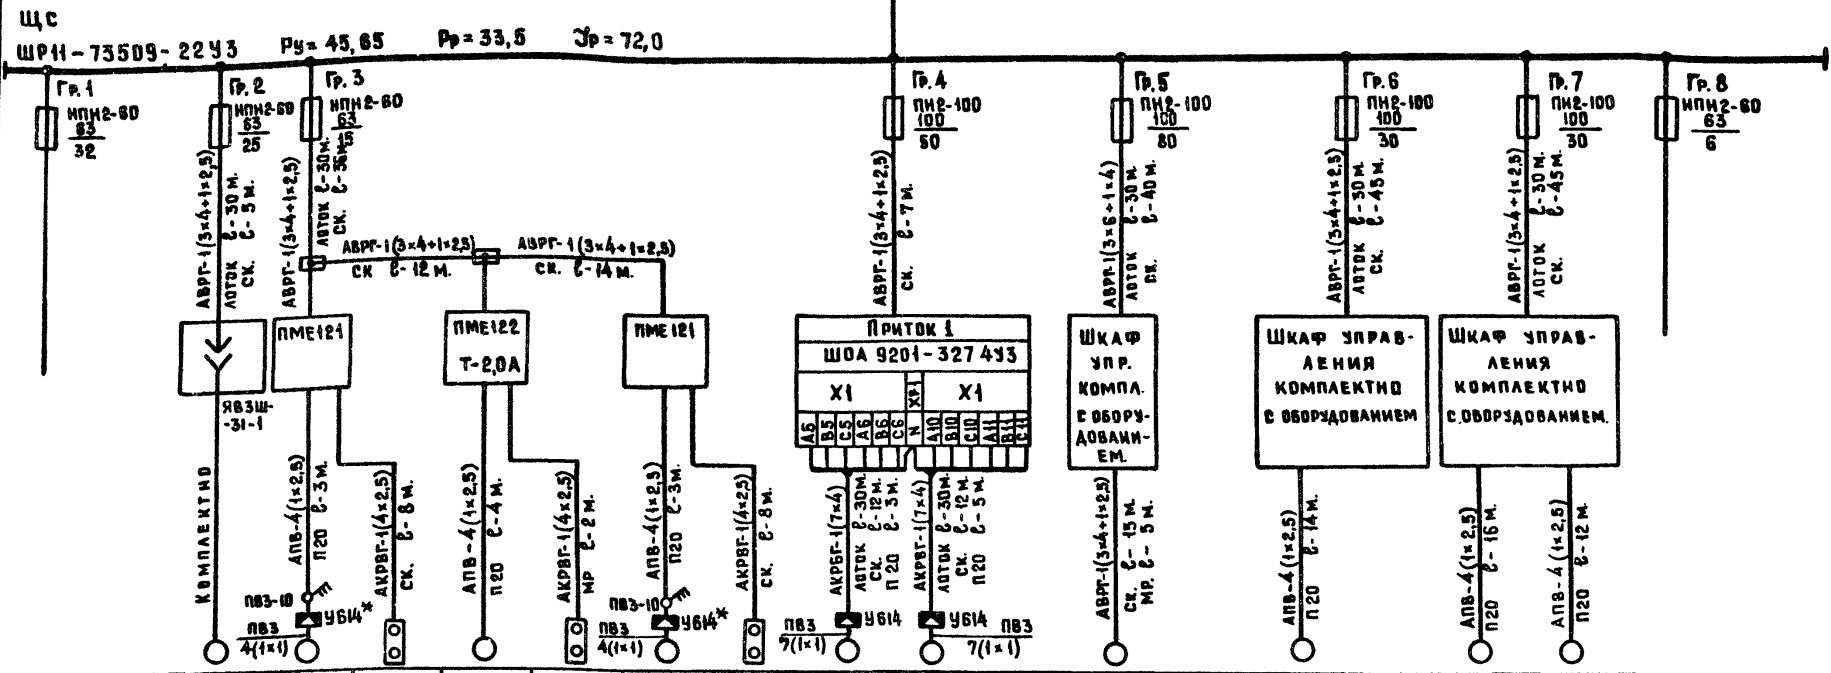 ЩС
ШР11-73509-22У3 Ру=45,65 Рр=33,5 Jр=72,0
Гр.1
НПН2-60
63
32
Гр.2
НПН2-60
63
25
Гр.3
НПН2-60
63
25
Гр.4
ПН2-100
100
50
Гр.5
ПН2-100
100
80
Гр.6
ПН2-100
100
30
Гр.7
ПН2-100
100
30
Гр.8
НПН2-60
63
6
АВРГ-1(3×4+1×2,5)
ЛОТОК ℓ-30м.
СК. ℓ-5м.
АВРГ-1(3×4+1×2,5)
ЛОТОК ℓ-30м.
СК. ℓ-36м.
АВРГ-1(3×4+1×2,5)
СК ℓ-12м.
АВРГ-1(3×4+1×2,5)
СК. ℓ-14м.
АВРГ-1(3×4+1×2,5)
СК. ℓ-7м.
АВРГ-1(3×6+1×4)
ЛОТОК ℓ-30м
СК. ℓ-40м.
АВРГ-1(3×4+1×2,5)
ЛОТОК ℓ-30м.
СК. ℓ-45м.
АВРГ-1(3×4+1×2,5)
ЛОТОК ℓ-30м.
СК. ℓ-45м.
ЯВЗШ-
-31-1
ПМЕ121
ПМЕ122
Т-2,0А
ПМЕ121
ПРИТОК 1
ШОА 9201-327 4У3
Х1 ХР1 Х1
А5 В5 С5 А6 В6 С6 N А10 В10 С10 А11 В11 С11
ШКАФ
УПР.
КОМПЛ.
С ОБОРУ-
ДОВАНИ-
ЕМ.
ШКАФ УПРАВ-
ЛЕНИЯ
КОМПЛЕКТНО
С ОБОРУДОВАНИЕМ
ШКАФ УПРАВ-
ЛЕНИЯ
КОМПЛЕКТНО
С.ОБОРУДОВАНИЕМ.
КОМПЛЕКТНО
АПВ-4(1×2,5)
П20 ℓ-3м.
АКРВГ-1(4×2,5)
СК. ℓ-8м.
АПВ-4(1×2,5)
П20 ℓ-4м.
АКРВГ-1(4×2,5)
МР ℓ-2м.
АПВ-4(1×2,5)
П20 ℓ-3м.
АКРВГ-1(4×2,5)
СК. ℓ-8м.
АКРВГ-1(7×4)
ЛОТОК ℓ-30м
СК. ℓ-12м.
П20 ℓ-3м.
АКРВГ-1(7×4)
ЛОТОК ℓ-30м.
СК. ℓ-12м.
П20 ℓ-5м.
АВРГ-1(3×4+1×2,5)
СК. ℓ-15м.
МР. ℓ-5м.
АПВ-4(1×2,5)
П20 ℓ-14м.
АПВ-4(1×2,5)
П20 ℓ-16м.
АПВ-4(1×2,5)
П20 ℓ-12м.
ПВ3-10
У614*
ПВ3
4(1×1)
ПВ3-10
У614*
ПВ3
4(1×1)
У614
ПВ3
7(1×1)
У614
ПВ3
7(1×1)